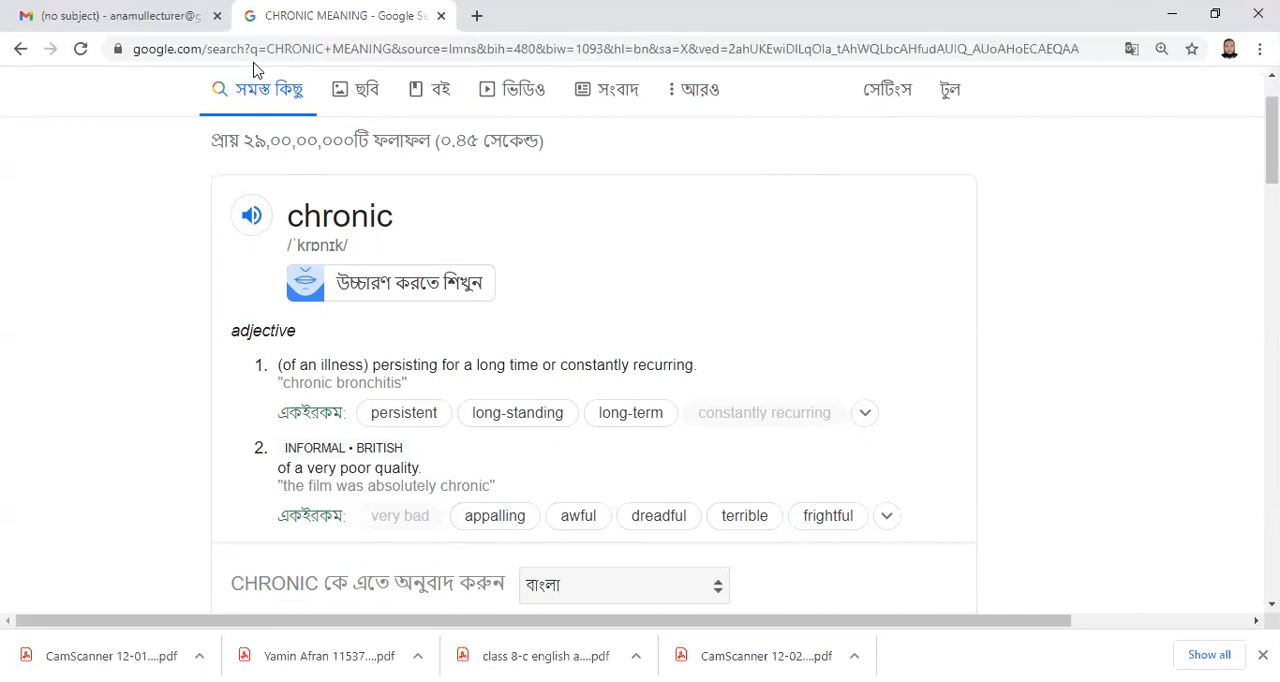 (no subject) - anamullecturer@g
CHRONIC MEANING - Google Se
google.com/search?q=CHRONIC+MEANING&source=lmns&bih=480&biw=1093&hl=bn&sa=X&ved=2ahUKEwiDILqOla_tAhWQLbcAHfudAUIQ_AUoAHoECAEQAA
সমস্ত কিছু ছবি বই ভিডিও সংবাদ আরও সেটিংস টুল
প্রায় ২৯,০০,০০,০০০টি ফলাফল (০.৪৫ সেকেন্ড)
chronic
/ˈkrɒnɪk/
উচ্চারণ করতে শিখুন
adjective
1. (of an illness) persisting for a long time or constantly recurring.
"chronic bronchitis"
একইরকম: persistent long-standing long-term constantly recurring
2. INFORMAL • BRITISH
of a very poor quality.
"the film was absolutely chronic"
একইরকম: very bad appalling awful dreadful terrible frightful
CHRONIC কে এতে অনুবাদ করুন বাংলা
CamScanner 12-01....pdf Yamin Afran 11537....pdf class 8-c english a....pdf CamScanner 12-02....pdf Show all